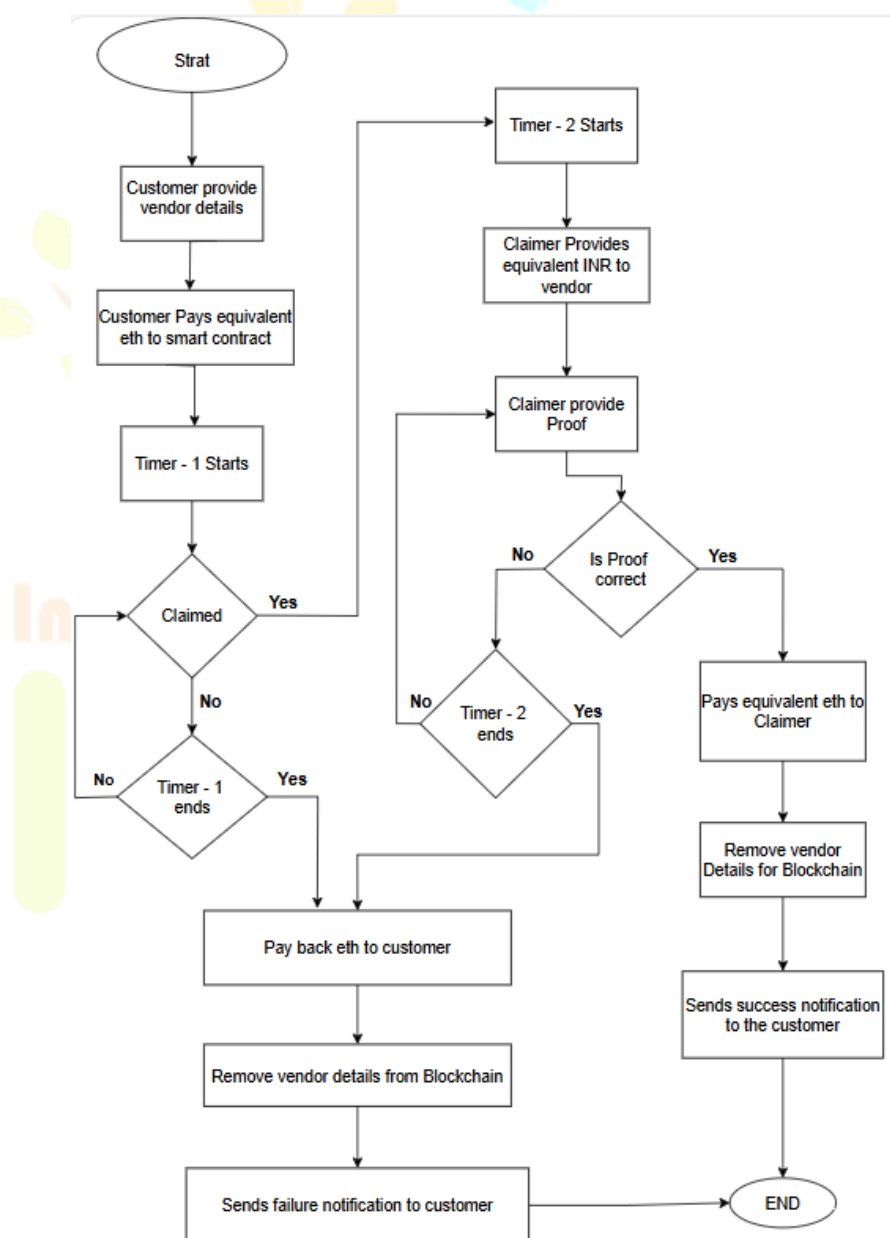 Strat
Customer provide
vendor details
Customer Pays equivalent
eth to smart contract
Timer - 1 Starts
Claimed
Yes
No
Timer - 1
ends
No
Yes
Timer - 2 Starts
Claimer Provides
equivalent INR to
vendor
Claimer provide
Proof
Is Proof
correct
No
Yes
Timer - 2
ends
No
Yes
Pays equivalent eth to
Claimer
Remove vendor
Details for Blockchain
Sends success notification
to the customer
Pay back eth to customer
Remove vendor details from Blockchain
Sends failure notification to customer
END
In